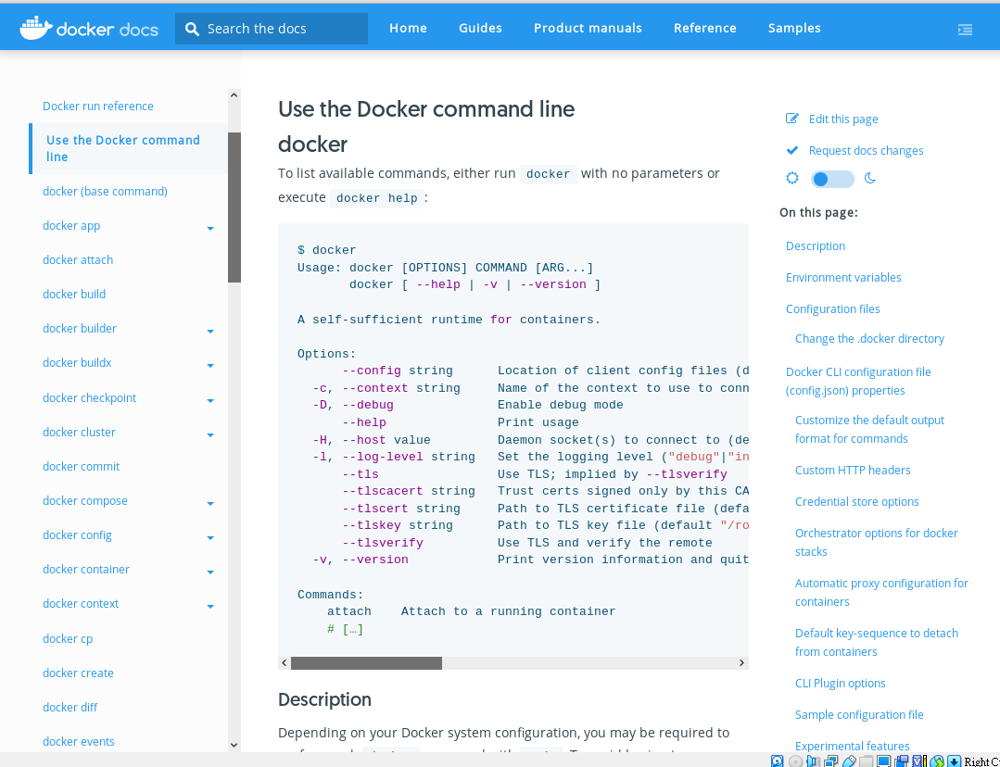 docker docs
Search the docs
Home
Guides
Product manuals
Reference
Samples
Docker run reference
Use the Docker command
line
docker (base command)
docker app
docker attach
docker build
docker builder
docker buildx
docker checkpoint
docker cluster
docker commit
docker compose
docker config
docker container
docker context
docker cp
docker create
docker diff
docker events
Use the Docker command line
docker
To list available commands, either run docker with no parameters or
execute docker help :
$ docker
Usage: docker [OPTIONS] COMMAND [ARG...]
       docker [ --help | -v | --version ]
A self-sufficient runtime for containers.
Options:
      --config string      Location of client config files (d
  -c, --context string     Name of the context to use to conn
  -D, --debug              Enable debug mode
      --help               Print usage
  -H, --host value         Daemon socket(s) to connect to (de
  -l, --log-level string   Set the logging level ("debug"|"in
      --tls                Use TLS; implied by --tlsverify
      --tlscacert string   Trust certs signed only by this CA
      --tlscert string     Path to TLS certificate file (defa
      --tlskey string      Path to TLS key file (default "/ro
      --tlsverify          Use TLS and verify the remote
  -v, --version            Print version information and quit
Commands:
    attach    Attach to a running container
    # […]
Description
Depending on your Docker system configuration, you may be required to
Edit this page
Request docs changes
On this page:
Description
Environment variables
Configuration files
Change the .docker directory
Docker CLI configuration file
(config.json) properties
Customize the default output
format for commands
Custom HTTP headers
Credential store options
Orchestrator options for docker
stacks
Automatic proxy configuration for
containers
Default key-sequence to detach
from containers
CLI Plugin options
Sample configuration file
Experimental features
Right C